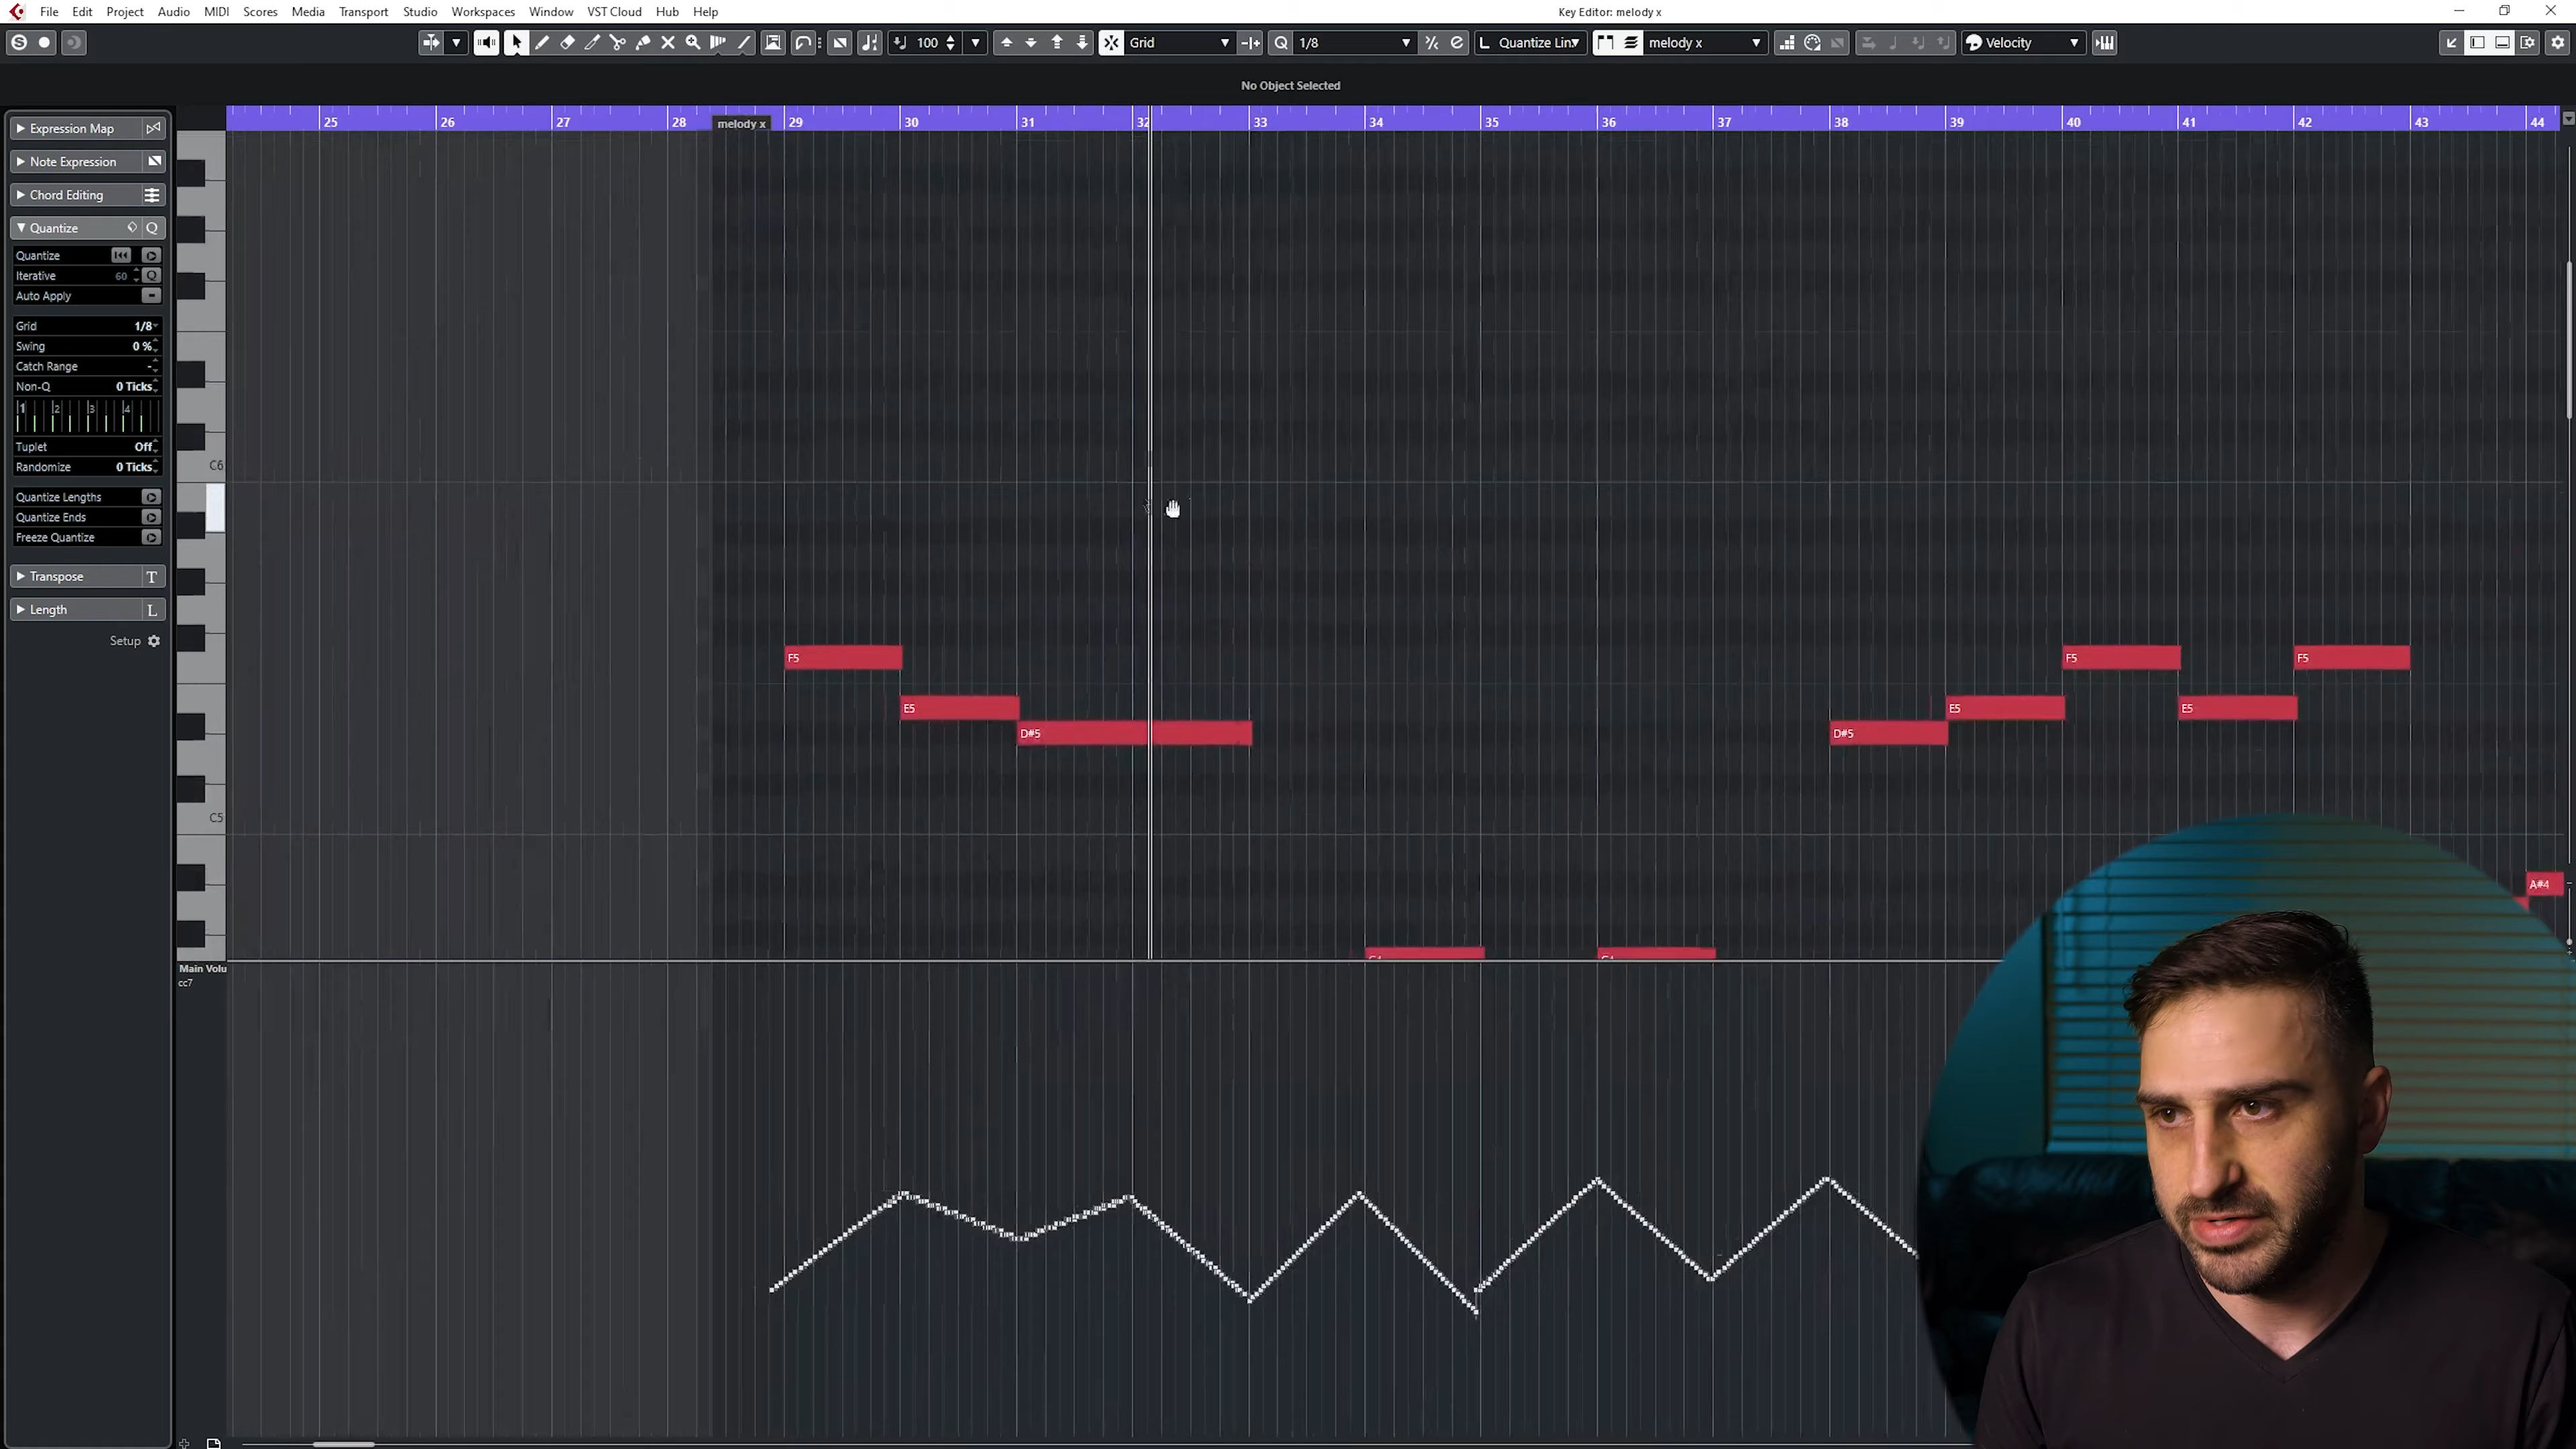 File Edit Project Audio MIDI Scores Media Transport Studio Workspaces Window VST Cloud Hub Help Key Editor: melody x
S 100 Grid Q 1/8 L Quantize Lin melody x Velocity
No Object Selected
25 26 27 28 melody x 29 30 31 32 33 34 35 36 37 38 39 40 41 42 43 44
Expression Map
Note Expression
Chord Editing
Quantize Q
Quantize
Iterative 60 Q
Auto Apply
Grid 1/8
Swing 0 %
Catch Range -
Non-Q 0 Ticks
1 2 3 4
Tuplet Off
Randomize 0 Ticks
Quantize Lengths
Quantize Ends
Freeze Quantize
Transpose T
Length L
Setup
C6
F5 F5 F5
E5 E5 E5
D#5 D#5
C5
A#4
Main Volu
cc7